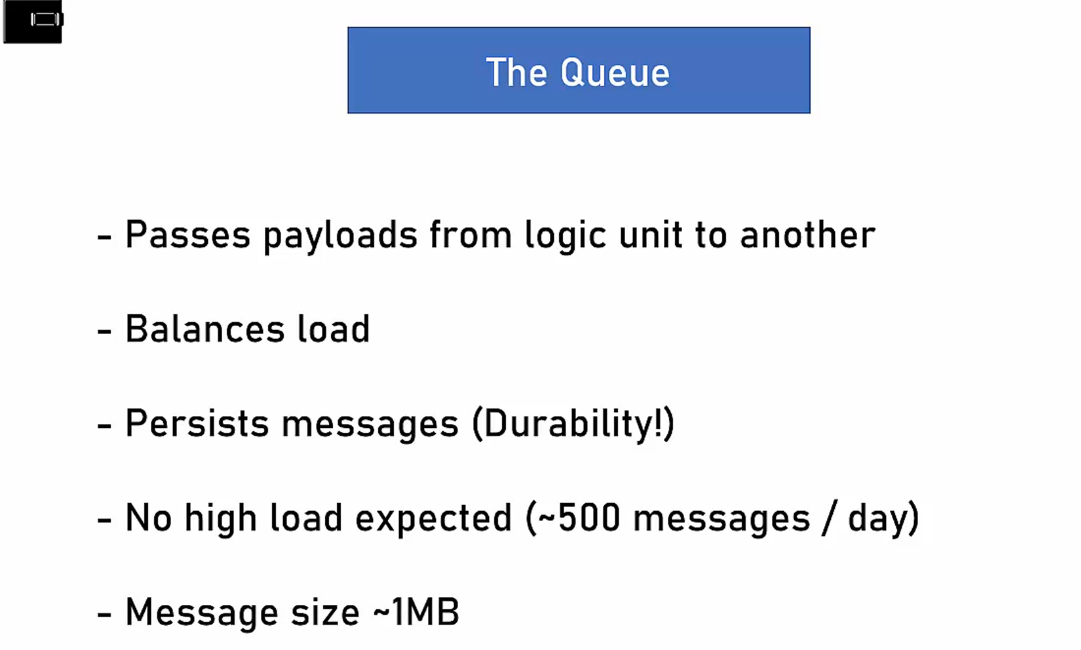 The Queue
- Passes payloads from logic unit to another
- Balances load
- Persists messages (Durability!)
- No high load expected (~500 messages / day)
- Message size ~1MB